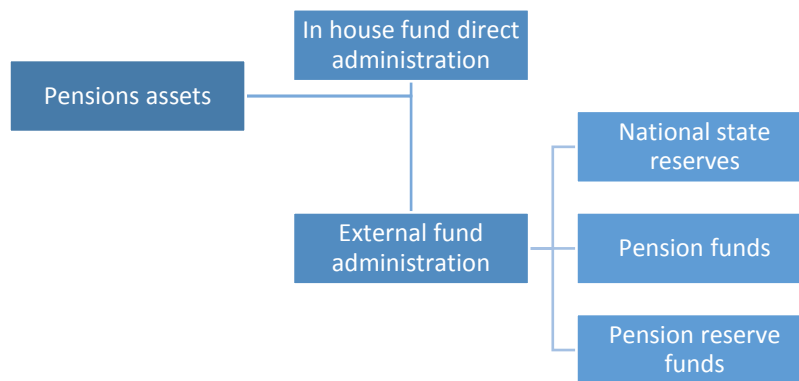 In house fund direct
administration
Pensions assets
National state
reserves
External fund
administration
Pension funds
Pension reserve
funds